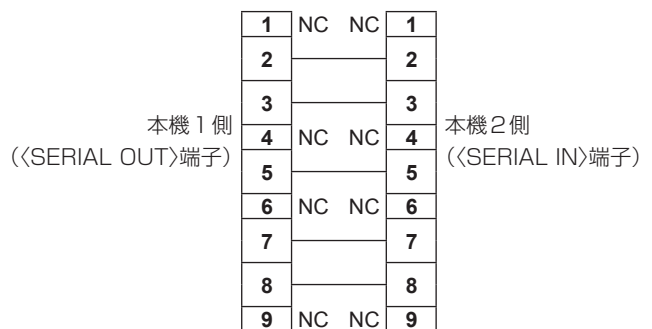 1 NC NC 1
2 2
3 3
本機1側
(〈SERIAL OUT〉端子)
4 NC NC 4
本機2側
(〈SERIAL IN〉端子)
5 5
6 NC NC 6
7 7
8 8
9 NC NC 9